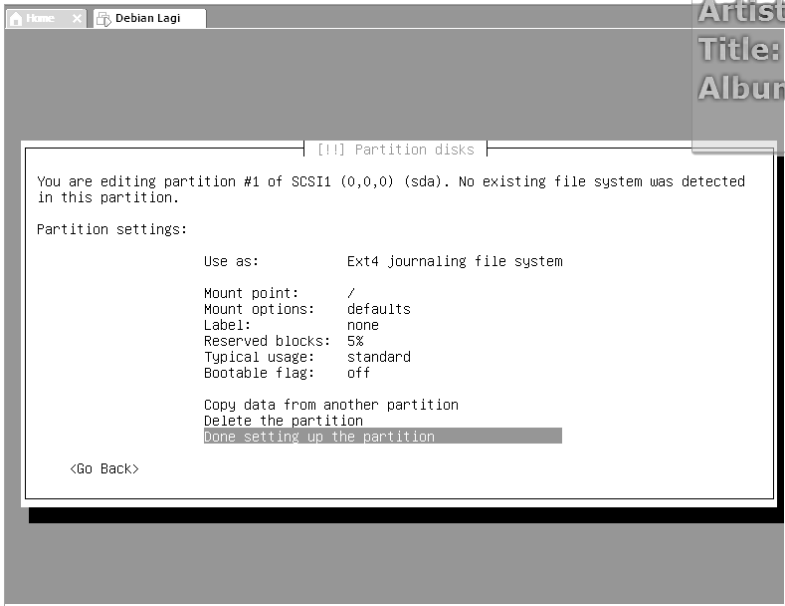 Home × Debian Lagi
Artist
Title:
Album
[!!] Partition disks
You are editing partition #1 of SCSI1 (0,0,0) (sda). No existing file system was detected
in this partition.
Partition settings:
Use as: Ext4 journaling file system
Mount point: /
Mount options: defaults
Label: none
Reserved blocks: 5%
Typical usage: standard
Bootable flag: off
Copy data from another partition
Delete the partition
Done setting up the partition
<Go Back>